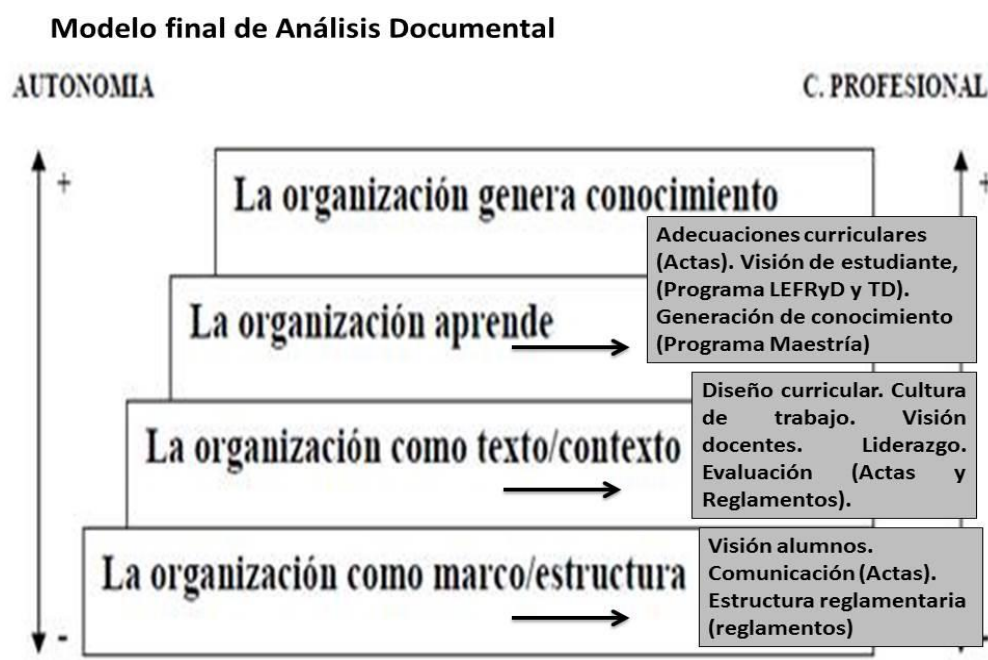 Modelo final de Análisis Documental
AUTONOMIA
C. PROFESIONAL
+
+
La organización genera conocimiento
Adecuaciones curriculares
(Actas). Visión de estudiante,
(Programa LEFRyD y TD).
Generación de conocimiento
(Programa Maestría)
La organización aprende
Diseño curricular. Cultura
de trabajo. Visión
docentes. Liderazgo.
Evaluación (Actas y
Reglamentos).
La organización como texto/contexto
Visión alumnos.
Comunicación (Actas).
Estructura reglamentaria
(reglamentos)
La organización como marco/estructura
-
-